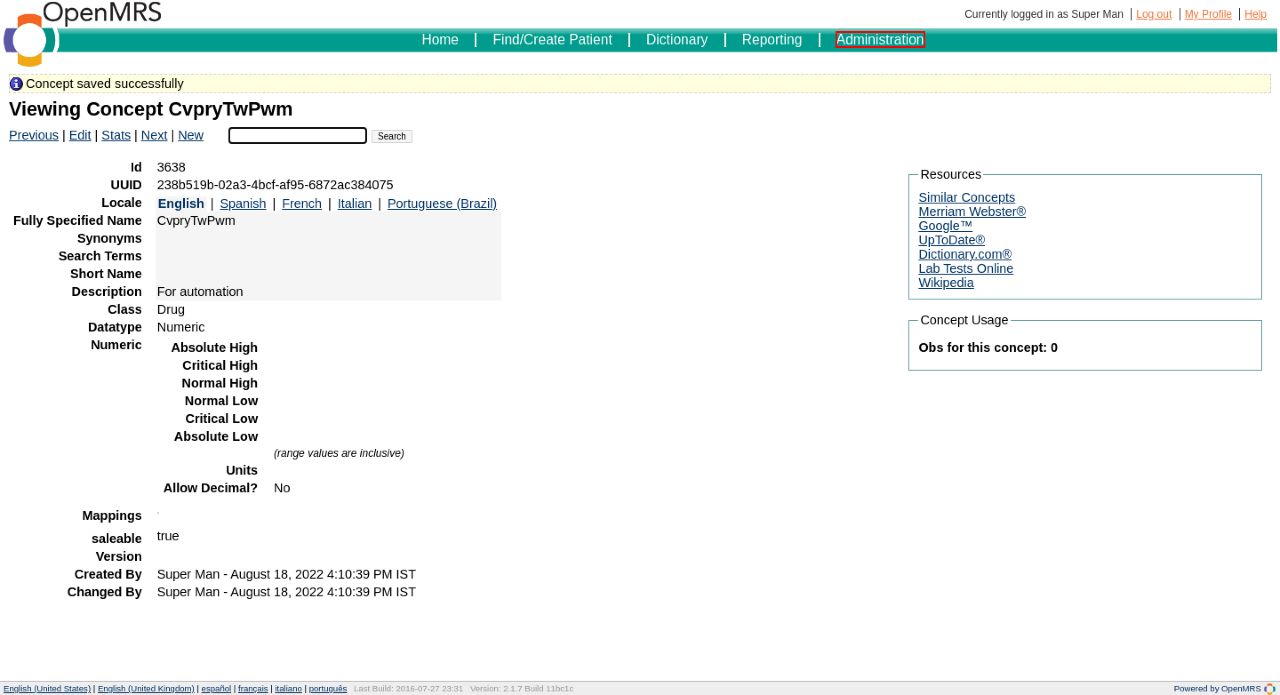 OpenMRS
Currently logged in as Super Man | Log out | My Profile | Help
Home | Find/Create Patient | Dictionary | Reporting | Administration
Concept saved successfully
Viewing Concept CvpryTwPwm
Previous | Edit | Stats | Next | New Search
Id 3638
UUID 238b519b-02a3-4bcf-af95-6872ac384075
Locale English | Spanish | French | Italian | Portuguese (Brazil)
Fully Specified Name CvpryTwPwm
Synonyms
Search Terms
Short Name
Description For automation
Class Drug
Datatype Numeric
Numeric
Absolute High
Critical High
Normal High
Normal Low
Critical Low
Absolute Low
(range values are inclusive)
Units
Allow Decimal? No
Mappings
saleable true
Version
Created By Super Man - August 18, 2022 4:10:39 PM IST
Changed By Super Man - August 18, 2022 4:10:39 PM IST
Resources
Similar Concepts
Merriam Webster®
Google™
UpToDate®
Dictionary.com®
Lab Tests Online
Wikipedia
Concept Usage
Obs for this concept: 0
English (United States) | English (United Kingdom) | español | français | italiano | português Last Build: 2016-07-27 23:31 Version: 2.1.7 Build 11bc1c Powered by OpenMRS